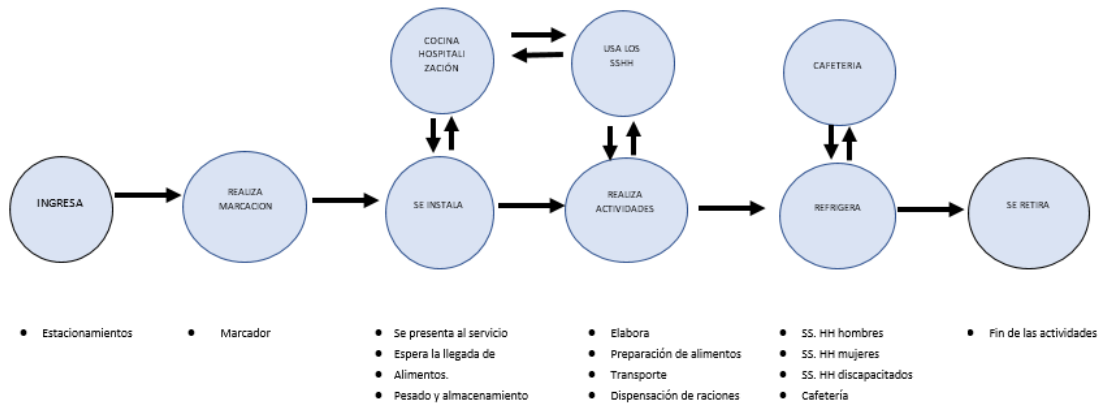 COCINA
HOSPITALI
ZACIÓN
USA LOS
SSHH
CAFETERIA
INGRESA
REALIZA
MARCACION
SE INSTALA
REALIZA
ACTIVIDADES
REFRIGERA
SE RETIRA
● Estacionamientos
● Marcador
● Se presenta al servicio
● Espera la llegada de
● Alimentos.
● Pesado y almacenamiento
● Elabora
● Preparación de alimentos
● Transporte
● Dispensación de raciones
● SS. HH hombres
● SS. HH mujeres
● SS. HH discapacitados
● Cafetería
● Fin de las actividades